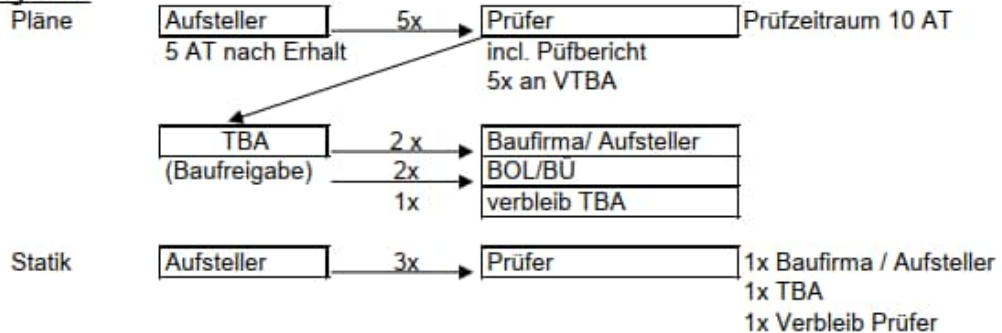 Pläne Aufsteller 5x Prüfer Prüfzeitraum 10 AT
5 AT nach Erhalt incl. Püfbericht
5x an VTBA
TBA 2 x Baufirma/ Aufsteller
(Baufreigabe) 2x BOL/BÜ
1x verbleib TBA
Statik Aufsteller 3x Prüfer 1x Baufirma / Aufsteller
1x TBA
1x Verbleib Prüfer